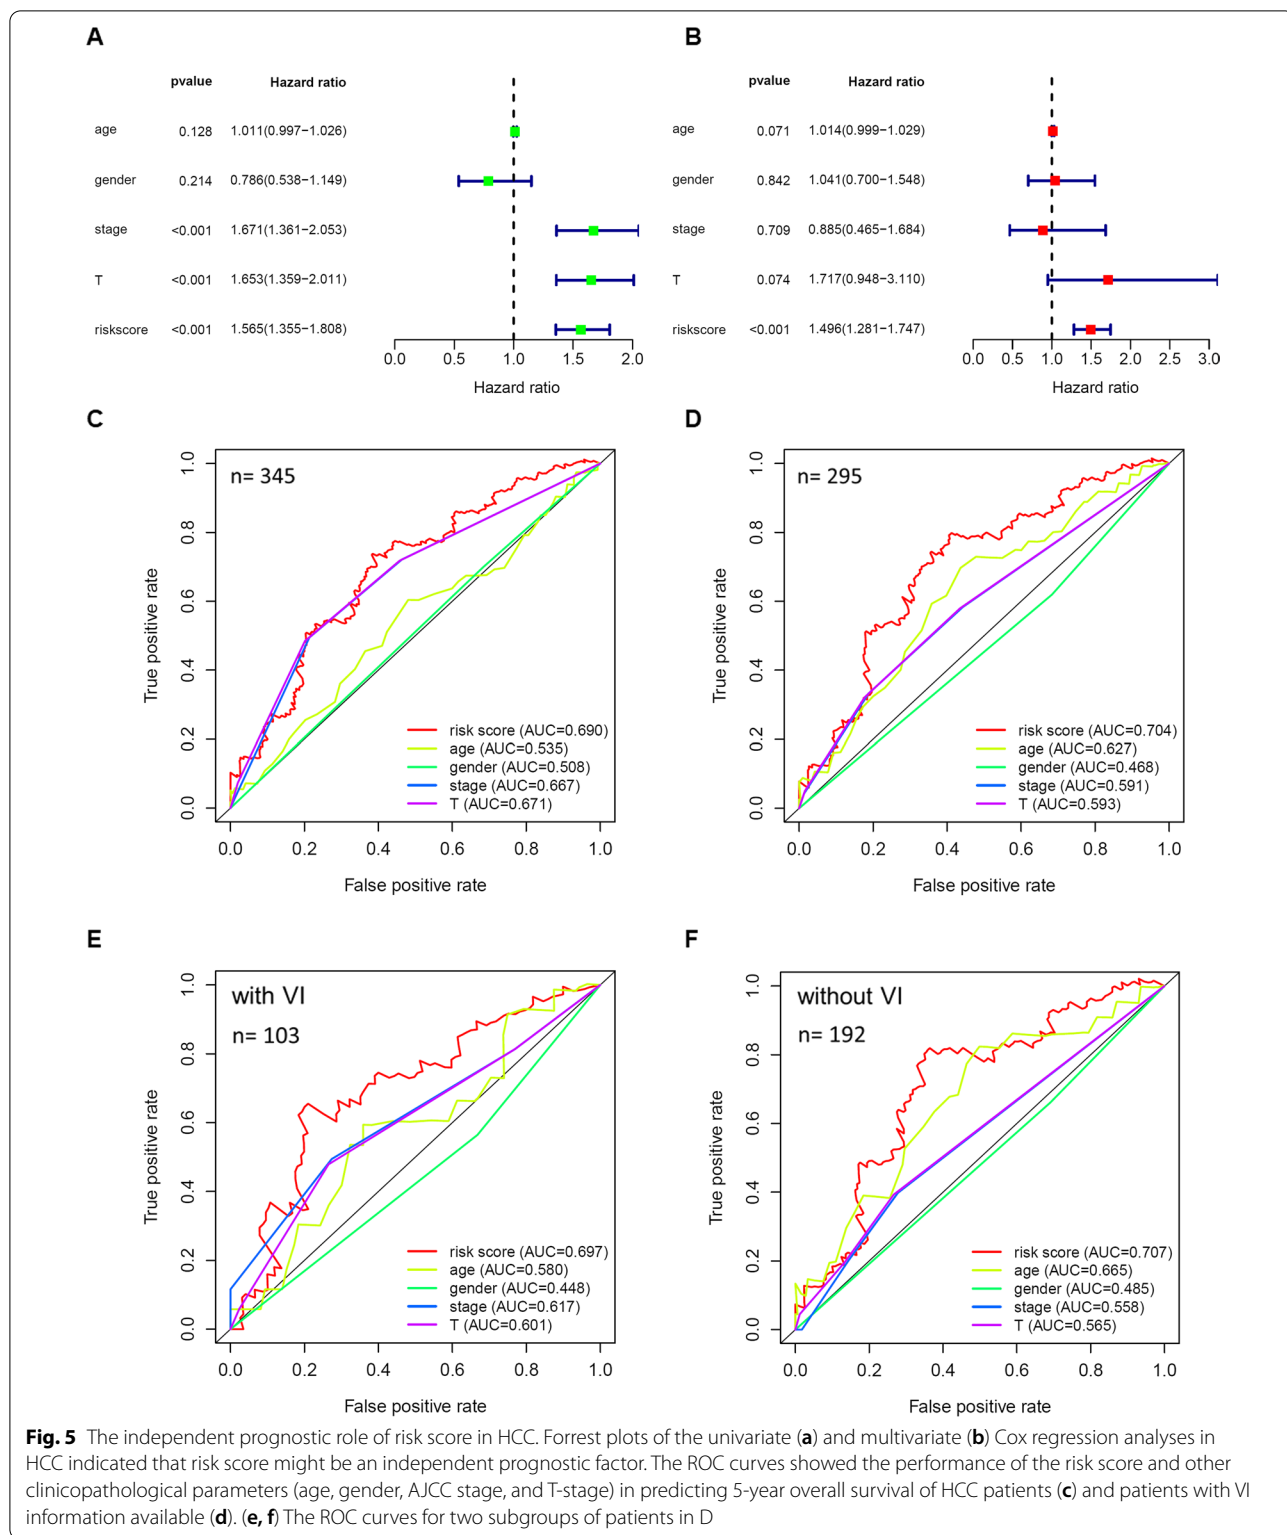 A
pvalue Hazard ratio
age 0.128 1.011(0.997−1.026)
gender 0.214 0.786(0.538−1.149)
stage <0.001 1.671(1.361−2.053)
T <0.001 1.653(1.359−2.011)
riskscore <0.001 1.565(1.355−1.808)
0.0 0.5 1.0 1.5 2.0
Hazard ratio
B
pvalue Hazard ratio
age 0.071 1.014(0.999−1.029)
gender 0.842 1.041(0.700−1.548)
stage 0.709 0.885(0.465−1.684)
T 0.074 1.717(0.948−3.110)
riskscore <0.001 1.496(1.281−1.747)
0.0 0.5 1.0 1.5 2.0 2.5 3.0
Hazard ratio
C
n= 345
True positive rate
1.0
0.8
0.6
0.4
0.2
0.0
risk score (AUC=0.690)
age (AUC=0.535)
gender (AUC=0.508)
stage (AUC=0.667)
T (AUC=0.671)
0.0 0.2 0.4 0.6 0.8 1.0
False positive rate
D
n= 295
True positive rate
1.0
0.8
0.6
0.4
0.2
0.0
risk score (AUC=0.704)
age (AUC=0.627)
gender (AUC=0.468)
stage (AUC=0.591)
T (AUC=0.593)
0.0 0.2 0.4 0.6 0.8 1.0
False positive rate
E
with VI
n= 103
True positive rate
1.0
0.8
0.6
0.4
0.2
0.0
risk score (AUC=0.697)
age (AUC=0.580)
gender (AUC=0.448)
stage (AUC=0.617)
T (AUC=0.601)
0.0 0.2 0.4 0.6 0.8 1.0
False positive rate
F
without VI
n= 192
True positive rate
1.0
0.8
0.6
0.4
0.2
0.0
risk score (AUC=0.707)
age (AUC=0.665)
gender (AUC=0.485)
stage (AUC=0.558)
T (AUC=0.565)
0.0 0.2 0.4 0.6 0.8 1.0
False positive rate
Fig. 5 The independent prognostic role of risk score in HCC. Forrest plots of the univariate (a) and multivariate (b) Cox regression analyses in
HCC indicated that risk score might be an independent prognostic factor. The ROC curves showed the performance of the risk score and other
clinicopathological parameters (age, gender, AJCC stage, and T-stage) in predicting 5-year overall survival of HCC patients (c) and patients with VI
information available (d). (e, f) The ROC curves for two subgroups of patients in D